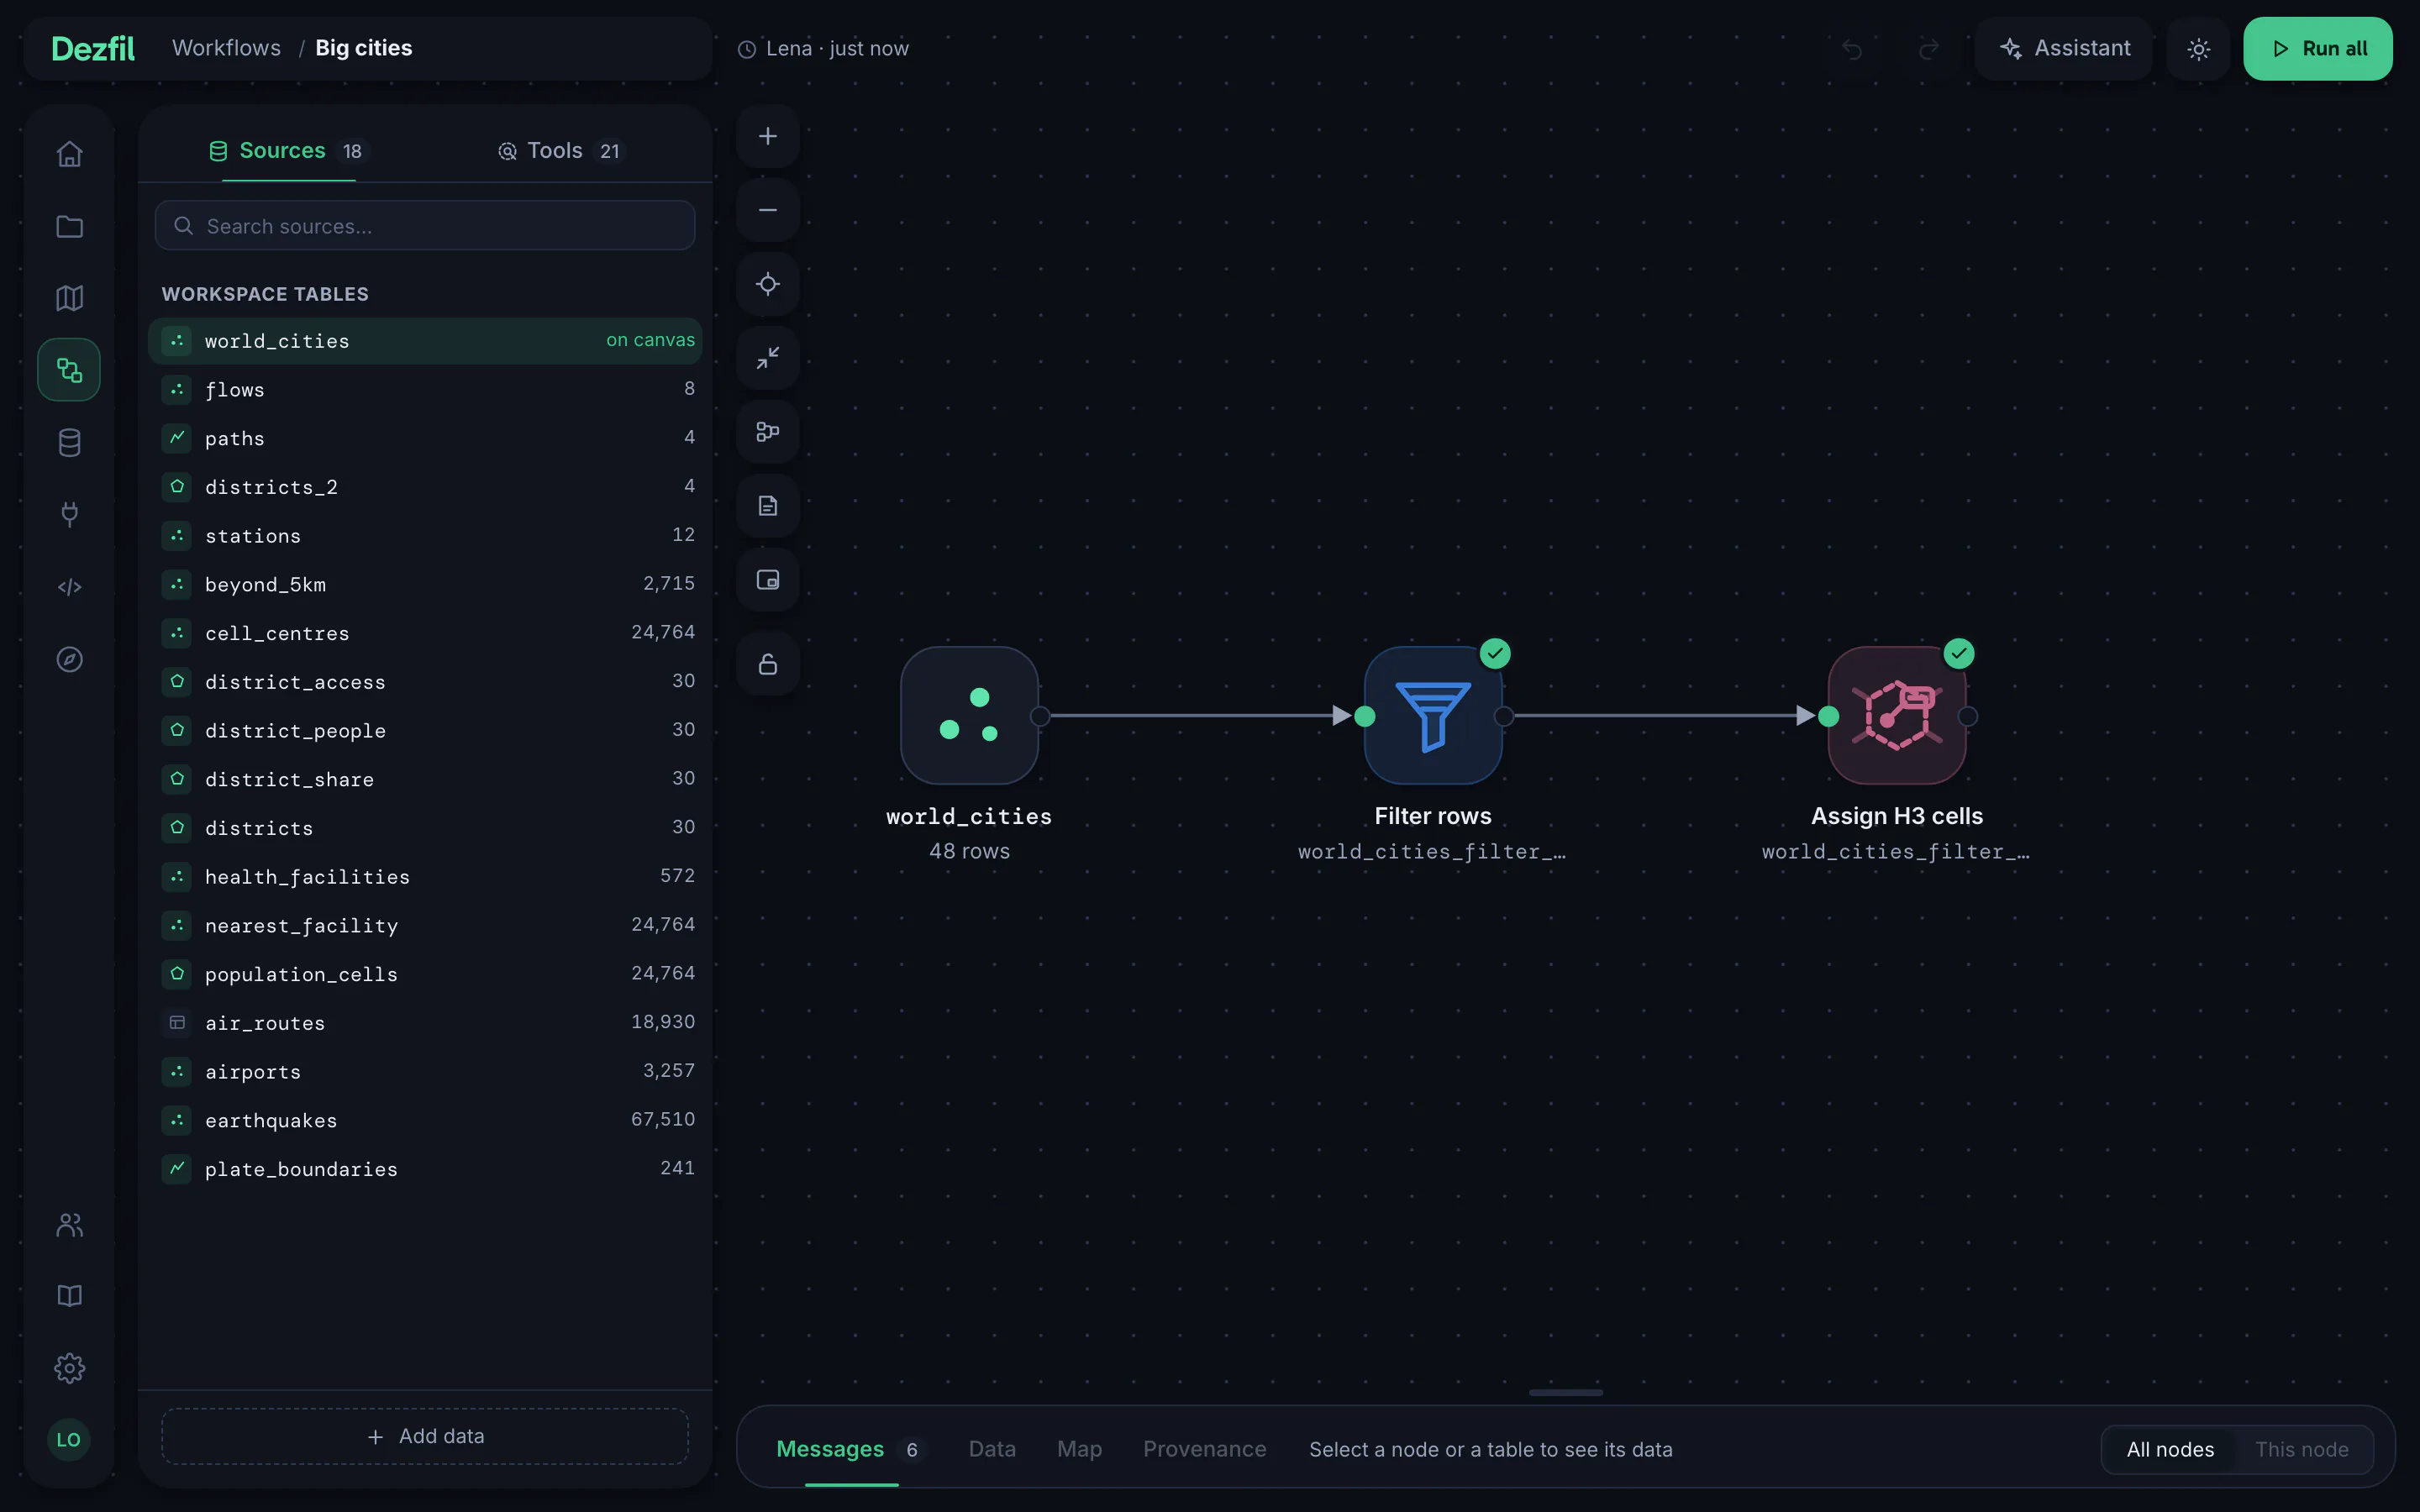 Dezfil
Workflows / Big cities
Lena · just now
Assistant
Run all
Sources 18
Tools 21
Search sources...
WORKSPACE TABLES
world_cities on canvas
flows 8
paths 4
districts_2 4
stations 12
beyond_5km 2,715
cell_centres 24,764
district_access 30
district_people 30
district_share 30
districts 30
health_facilities 572
nearest_facility 24,764
population_cells 24,764
air_routes 18,930
airports 3,257
earthquakes 67,510
plate_boundaries 241
Add data
LO
world_cities
48 rows
Filter rows
world_cities_filter_…
Assign H3 cells
world_cities_filter_…
Messages 6
Data
Map
Provenance
Select a node or a table to see its data
All nodes
This node